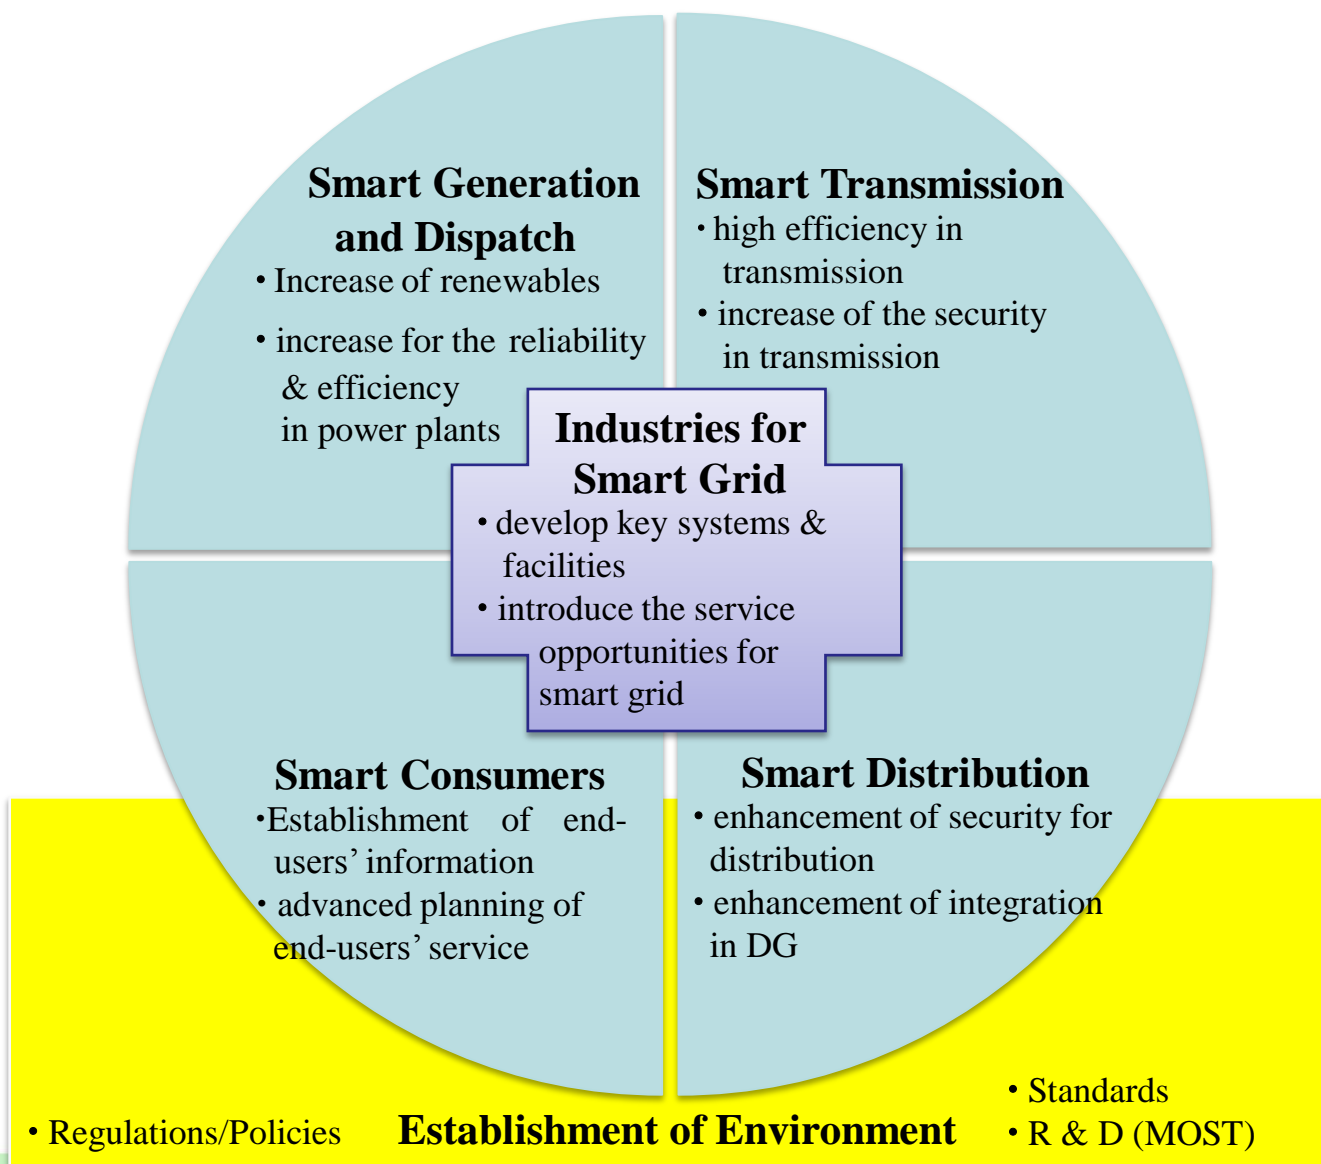 Smart Generation
and Dispatch
• Increase of renewables
• increase for the reliability
& efficiency
in power plants
Smart Transmission
• high efficiency in
transmission
• increase of the security
in transmission
Industries for
Smart Grid
• develop key systems &
facilities
• introduce the service
opportunities for
smart grid
Smart Consumers
•Establishment of end-
users’ information
• advanced planning of
end-users’ service
Smart Distribution
• enhancement of security for
distribution
• enhancement of integration
in DG
• Regulations/Policies
Establishment of Environment
• Standards
• R & D (MOST)